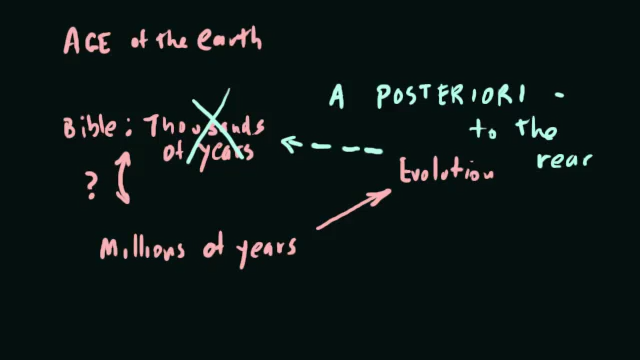 AGE of the earth
Bible: Thousands
of years
A POSTERIORI -
to the
rear
Evolution
?
Millions of years